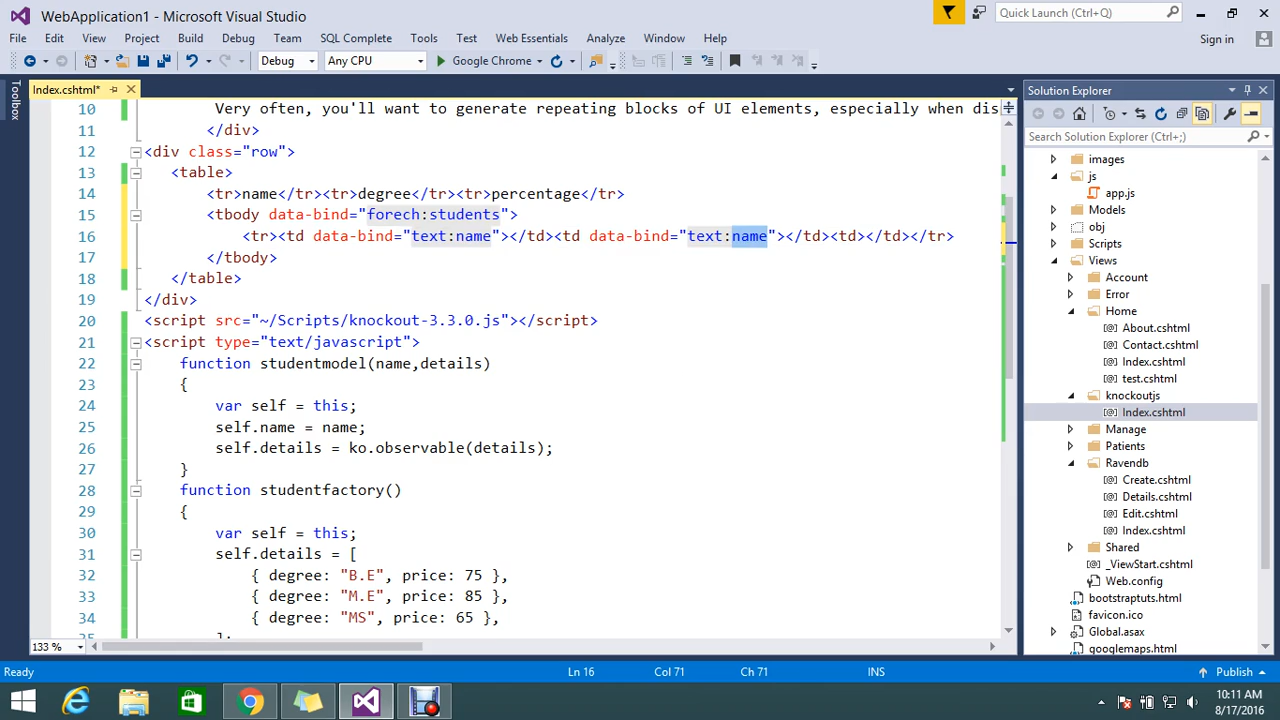 WebApplication1 - Microsoft Visual Studio
Quick Launch (Ctrl+Q)
File Edit View Project Build Debug Team SQL Complete Tools Test Web Essentials Analyze Window Help
Sign in
Debug Any CPU Google Chrome
Toolbox
Index.cshtml*
10 Very often, you'll want to generate repeating blocks of UI elements, especially when dis
11 </div>
12 <div class="row">
13 <table>
14 <tr>name</tr><tr>degree</tr><tr>percentage</tr>
15 <tbody data-bind="forech:students">
16 <tr><td data-bind="text:name"></td><td data-bind="text:name"></td><td></td></tr>
17 </tbody>
18 </table>
19 </div>
20 <script src="~/Scripts/knockout-3.3.0.js"></script>
21 <script type="text/javascript">
22 function studentmodel(name,details)
23 {
24 var self = this;
25 self.name = name;
26 self.details = ko.observable(details);
27 }
28 function studentfactory()
29 {
30 var self = this;
31 self.details = [
32 { degree: "B.E", price: 75 },
33 { degree: "M.E", price: 85 },
34 { degree: "MS", price: 65 },
133 %
Solution Explorer
Search Solution Explorer (Ctrl+;)
images
js
app.js
Models
obj
Scripts
Views
Account
Error
Home
About.cshtml
Contact.cshtml
Index.cshtml
test.cshtml
knockoutjs
Index.cshtml
Manage
Patients
Ravendb
Create.cshtml
Details.cshtml
Edit.cshtml
Index.cshtml
Shared
_ViewStart.cshtml
Web.config
bootstraptuts.html
favicon.ico
Global.asax
googlemaps.html
Ready Ln 16 Col 71 Ch 71 INS Publish
10:11 AM
8/17/2016